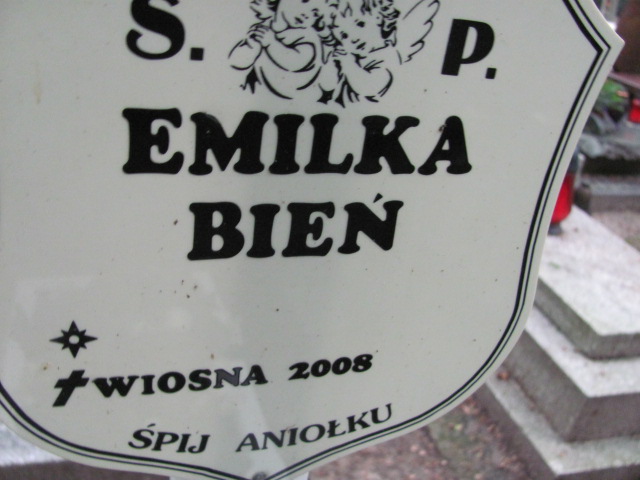 Ś. P.
EMILKA
BIEŃ
WIOSNA 2008
ŚPIJ ANIOŁKU